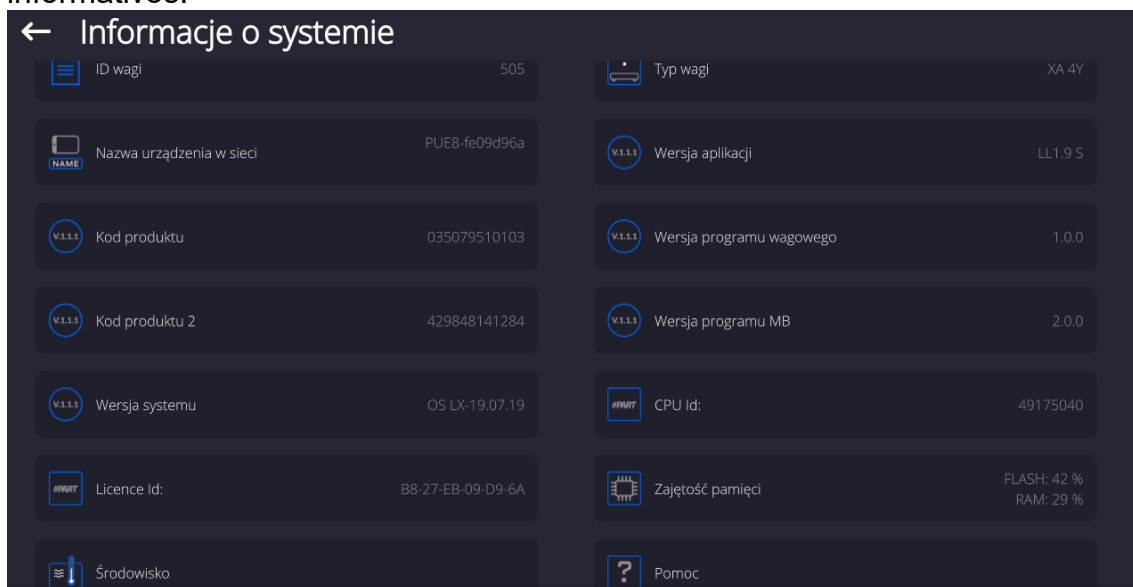 informativos.
← Informacje o systemie
ID wagi 505
Typ wagi XA 4Y
NAME Nazwa urządzenia w sieci PUE8-fe09d96a
V.1.1.1 Wersja aplikacji LL1.9 S
V.1.1.1 Kod produktu 035079510103
V.1.1.1 Wersja programu wagowego 1.0.0
V.1.1.1 Kod produktu 2 429848141284
V.1.1.1 Wersja programu MB 2.0.0
V.1.1.1 Wersja systemu OS LX-19.07.19
#PART CPU Id: 49175040
#PART Licence Id: B8-27-EB-09-D9-6A
Zajętość pamięci FLASH: 42 %
RAM: 29 %
Środowisko
? Pomoc